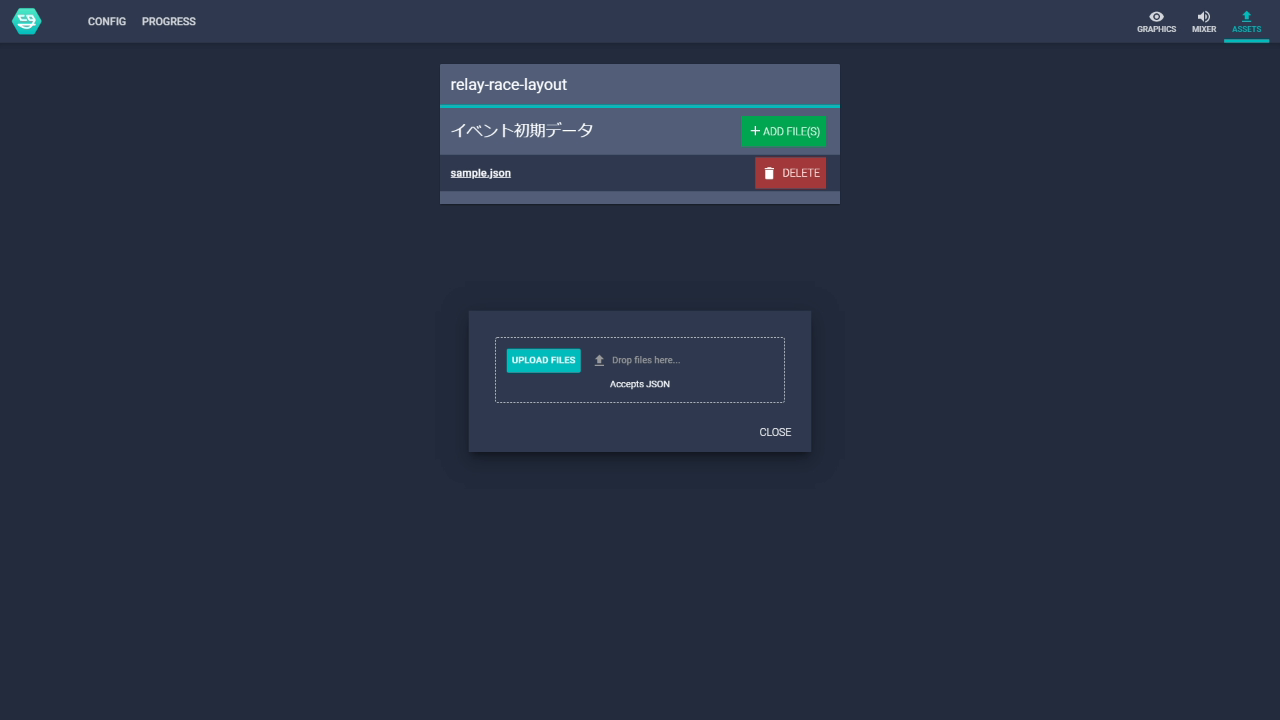 CONFIG PROGRESS
GRAPHICS MIXER ASSETS
relay-race-layout
イベント初期データ
+ ADD FILE(S)
sample.json
DELETE
UPLOAD FILES
Drop files here...
Accepts JSON
CLOSE